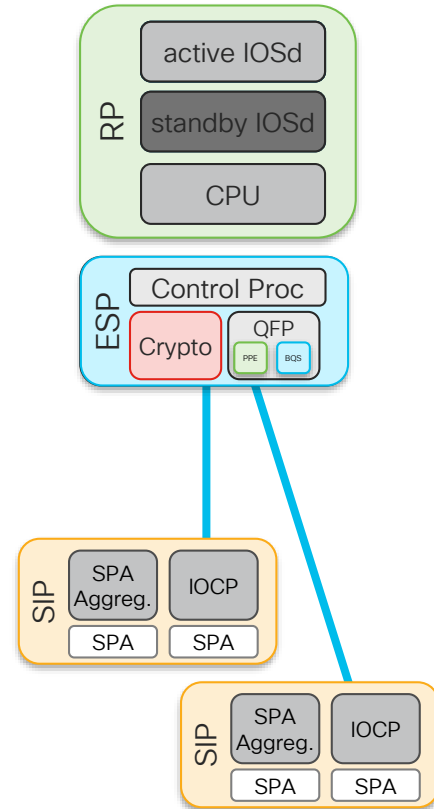 RP
active IOSd
standby IOSd
CPU
ESP
Control Proc
Crypto
QFP
PPE
BQS
SIP
SPA
Aggreg.
IOCP
SPA
SPA
SIP
SPA
Aggreg.
IOCP
SPA
SPA